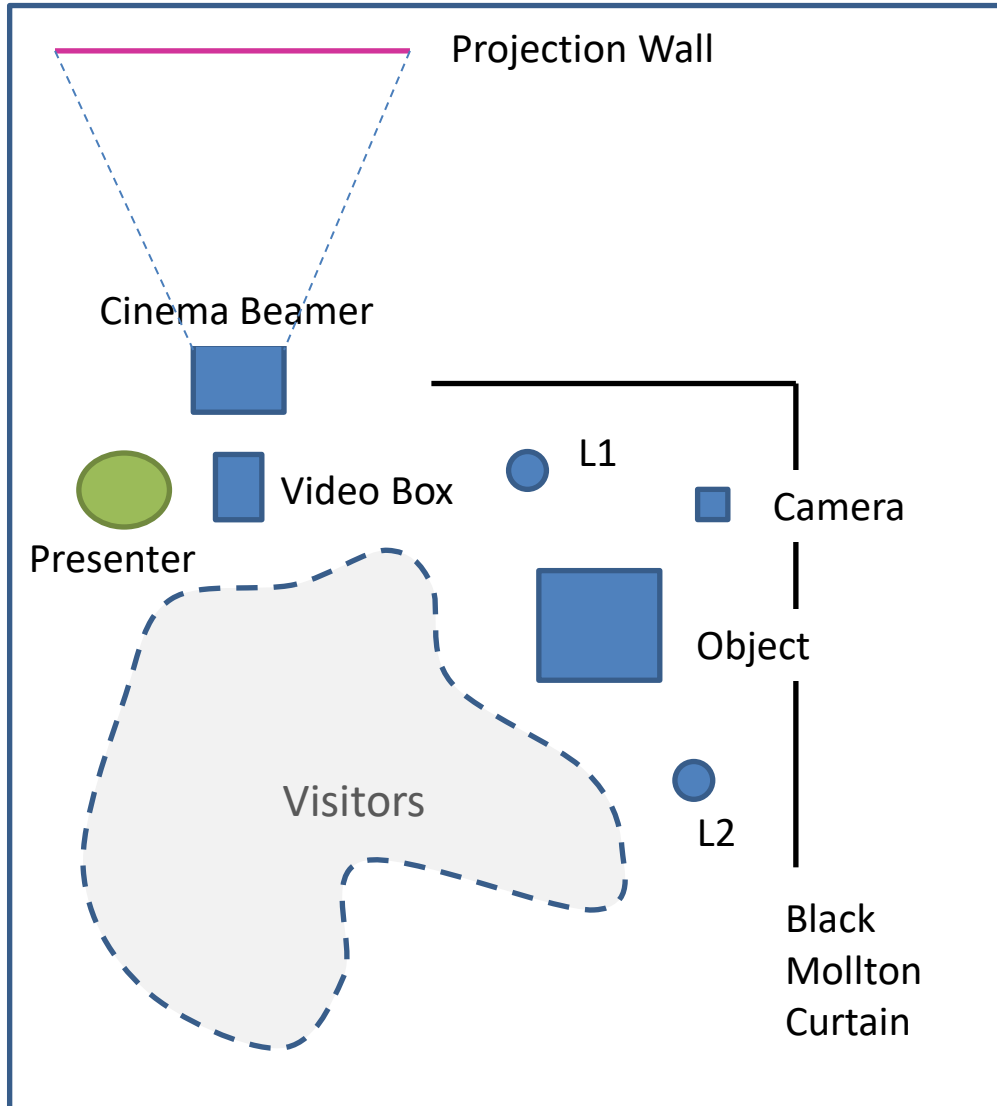 Projection Wall
Cinema Beamer
L1
Video Box
Camera
Presenter
Object
Visitors
L2
Black
Mollton
Curtain